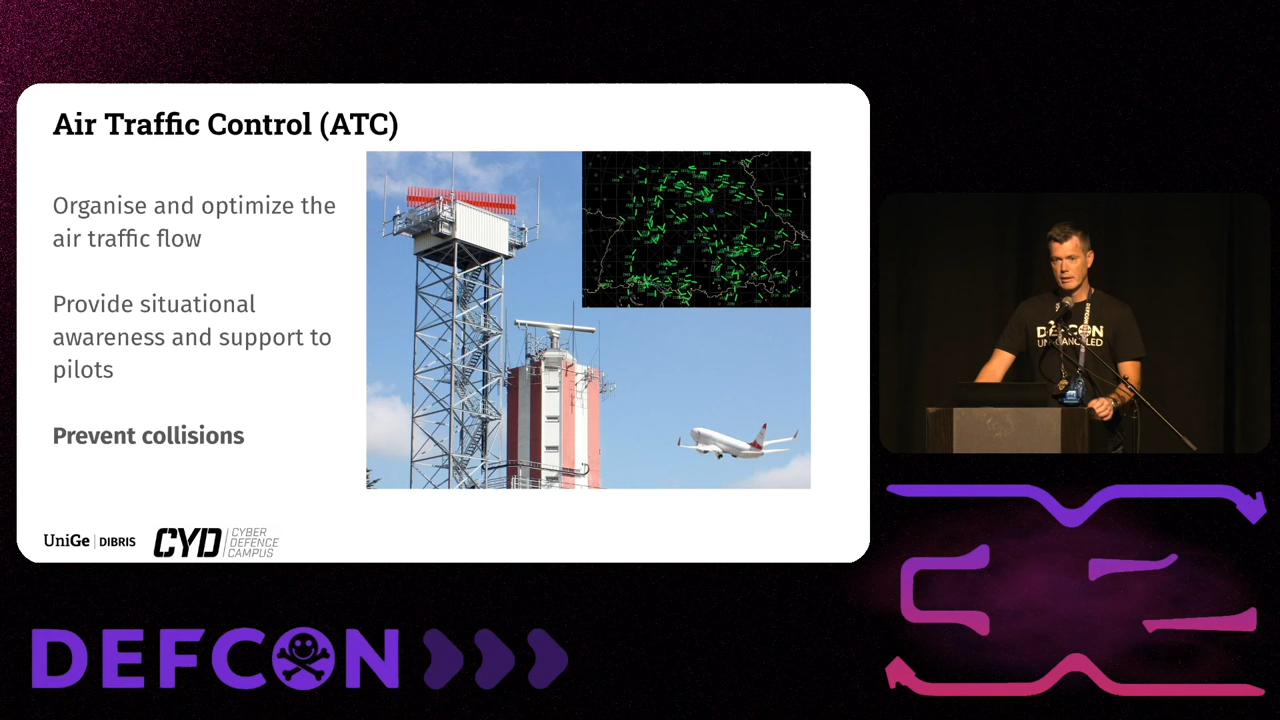 Air Traffic Control (ATC)
Organise and optimize the
air traffic flow
Provide situational
awareness and support to
pilots
Prevent collisions
UniGe | DIBRIS
CYD
CYBER
DEFENCE
CAMPUS
DEFCON
DEFCON